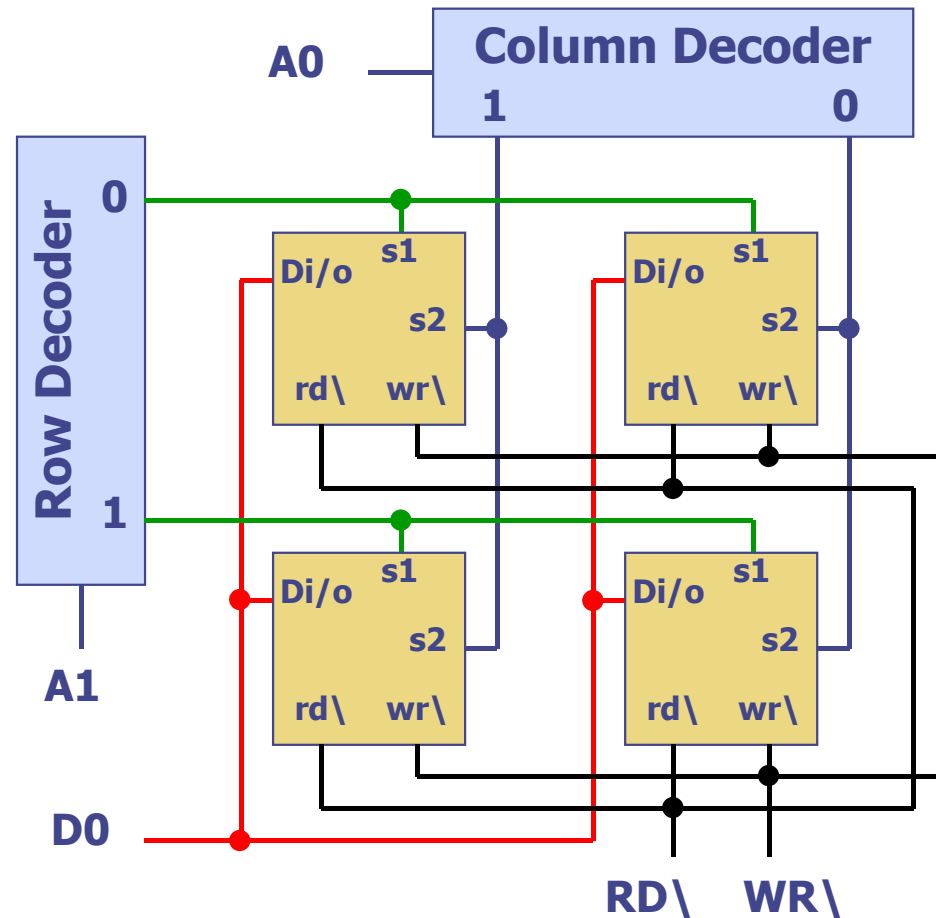 Column Decoder
A0
1 0
Row Decoder
0
s1 s1
Di/o Di/o
s2 s2
rd\ wr\ rd\ wr\
1
s1 s1
Di/o Di/o
s2 s2
A1
rd\ wr\ rd\ wr\
D0
RD\ WR\